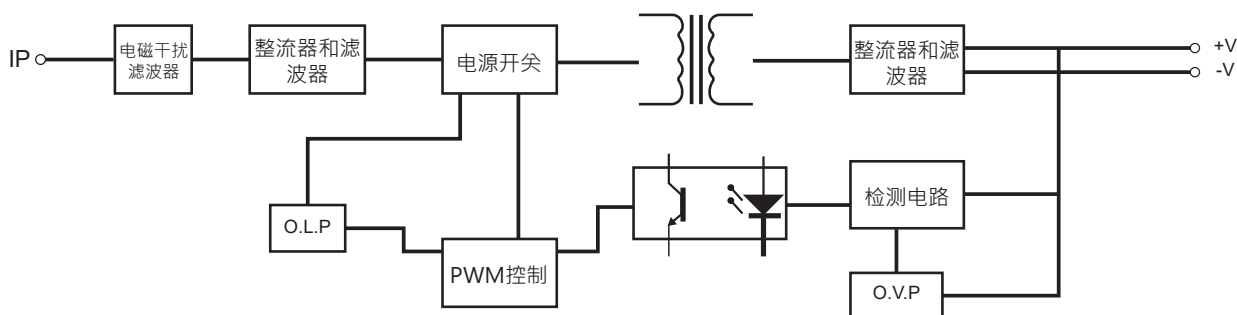 IP
电磁干扰
滤波器
整流器和滤
波器
电源开关
整流器和滤
波器
+V
-V
O.L.P
PWM控制
检测电路
O.V.P